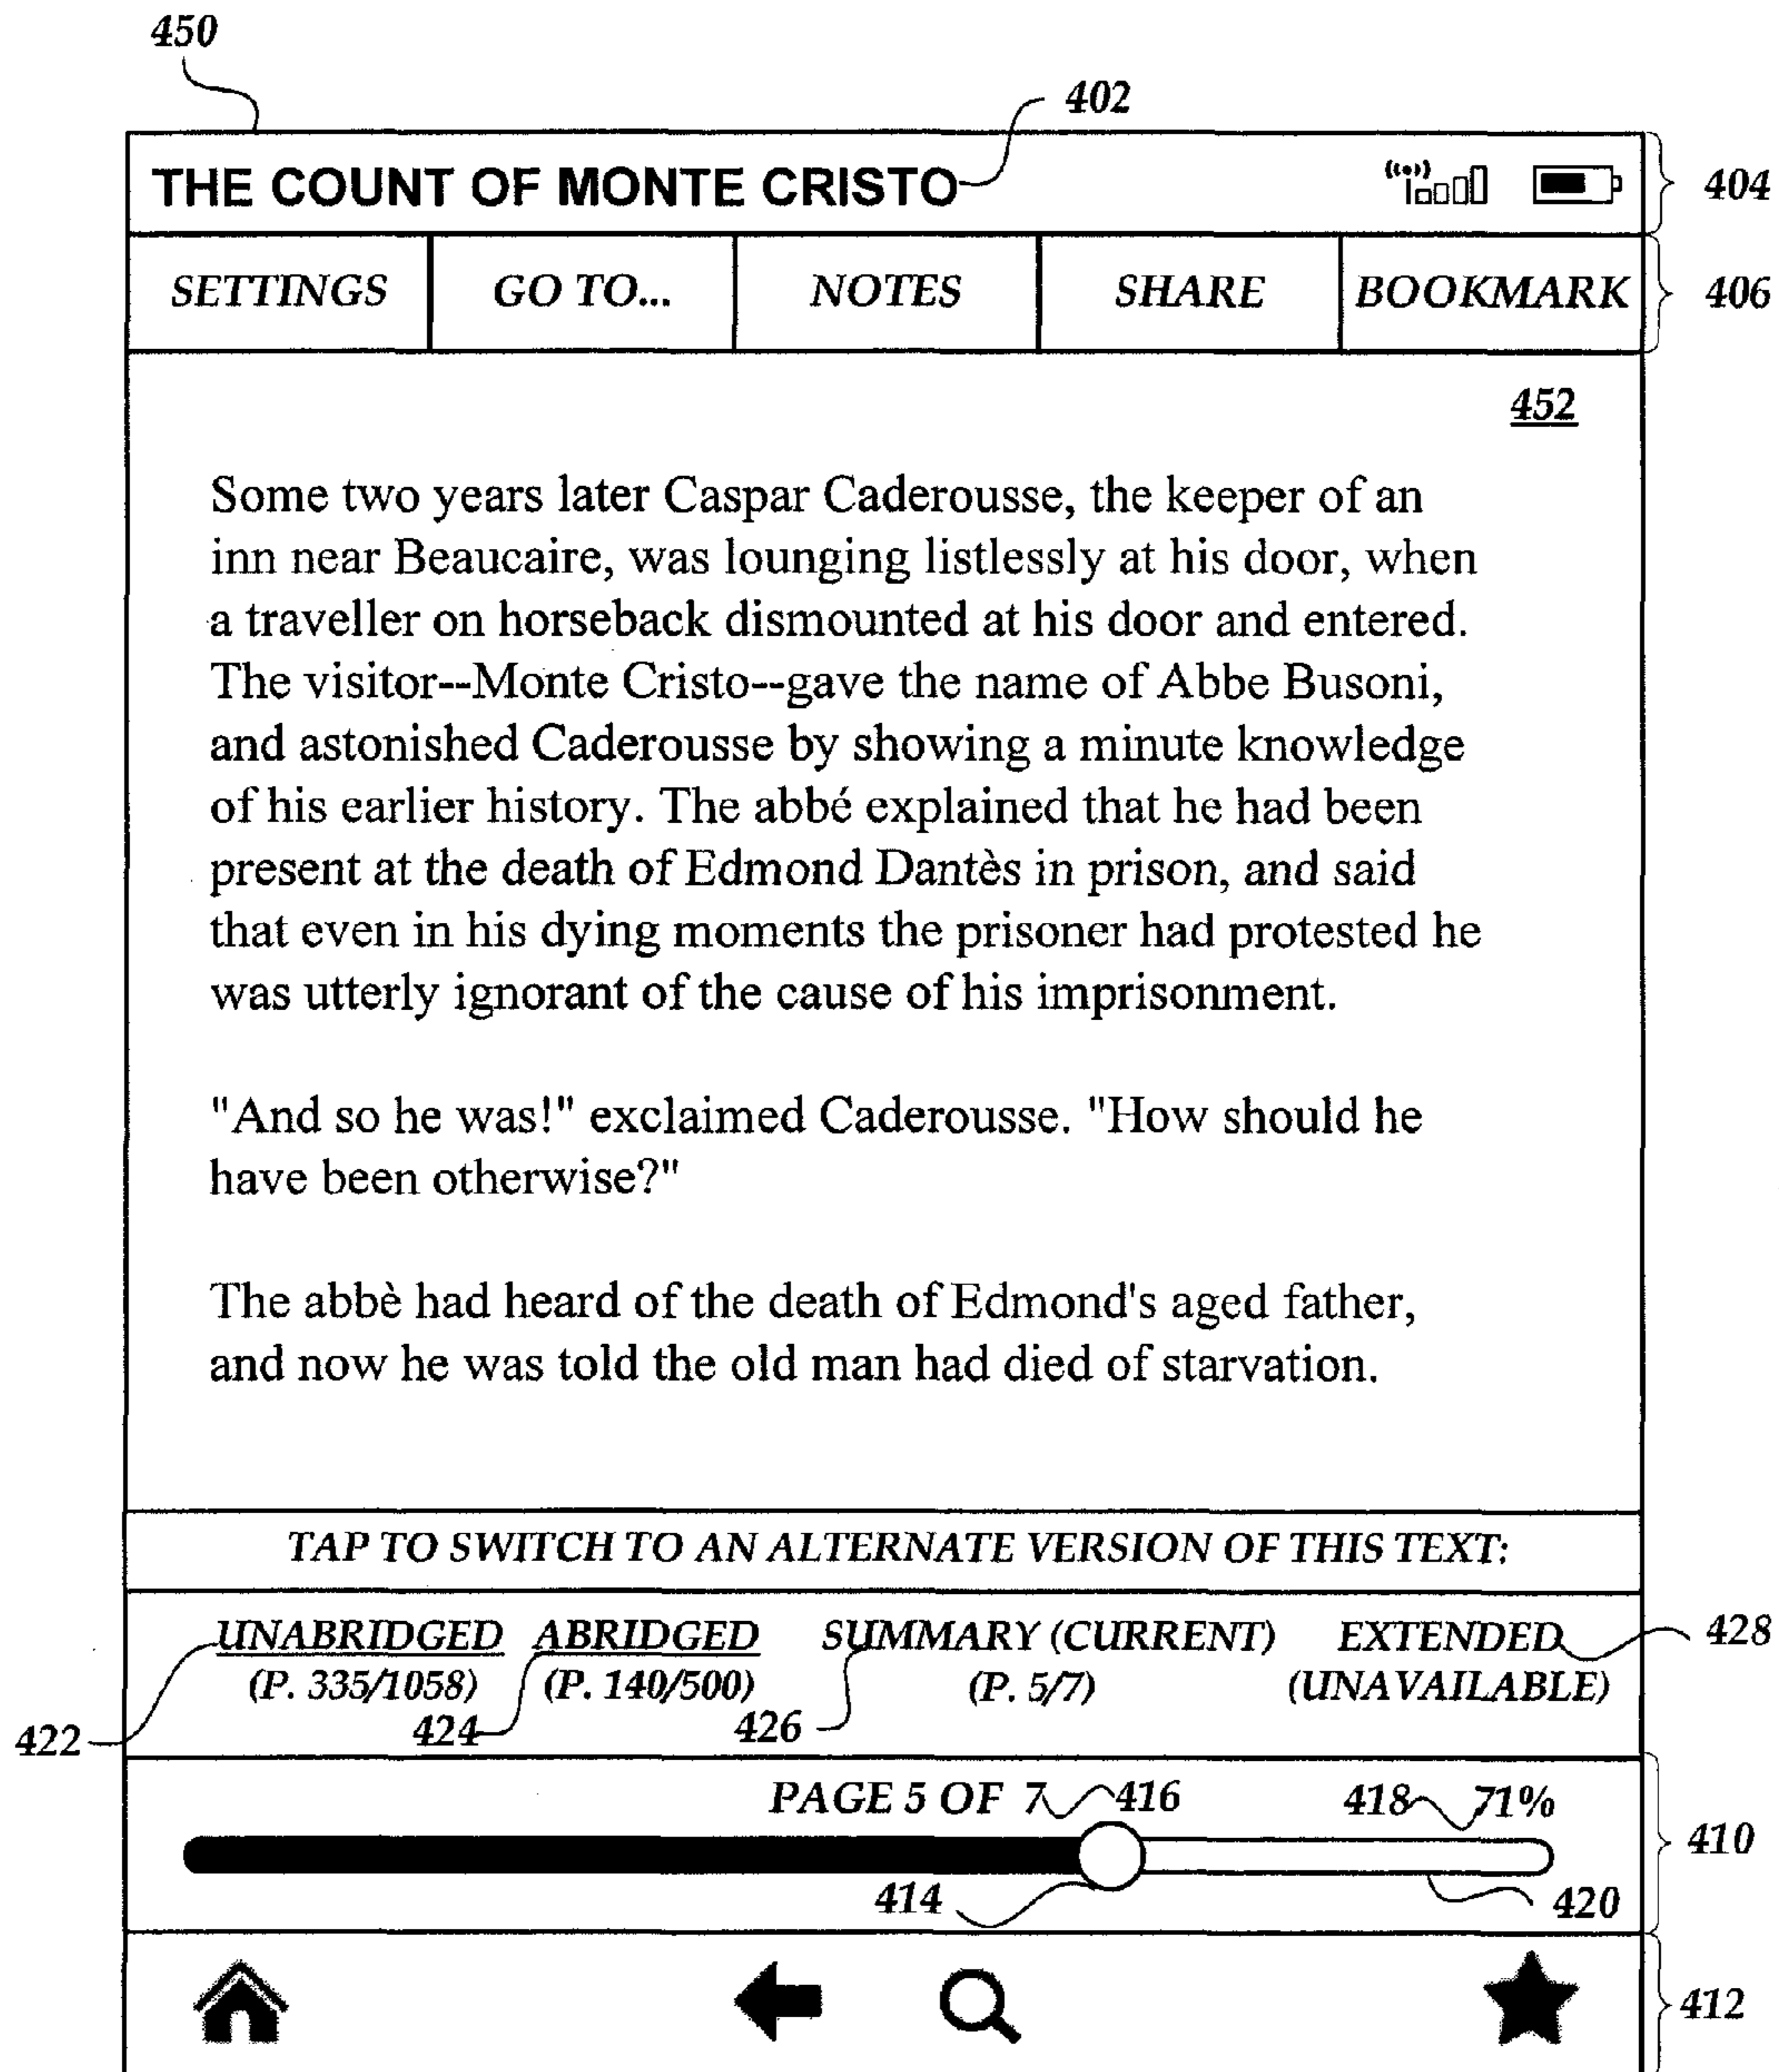 450
402
THE COUNT OF MONTE CRISTO
404
SETTINGS GO TO... NOTES SHARE BOOKMARK
406
452
Some two years later Caspar Caderousse, the keeper of an
inn near Beaucaire, was lounging listlessly at his door, when
a traveller on horseback dismounted at his door and entered.
The visitor--Monte Cristo--gave the name of Abbe Busoni,
and astonished Caderousse by showing a minute knowledge
of his earlier history. The abbé explained that he had been
present at the death of Edmond Dantès in prison, and said
that even in his dying moments the prisoner had protested he
was utterly ignorant of the cause of his imprisonment.
"And so he was!" exclaimed Caderousse. "How should he
have been otherwise?"
The abbè had heard of the death of Edmond's aged father,
and now he was told the old man had died of starvation.
TAP TO SWITCH TO AN ALTERNATE VERSION OF THIS TEXT:
UNABRIDGED ABRIDGED SUMMARY (CURRENT) EXTENDED 428
(P. 335/1058) (P. 140/500) (P. 5/7) (UNAVAILABLE)
422 424 426
PAGE 5 OF 7 416 418 71%
410
414 420
412